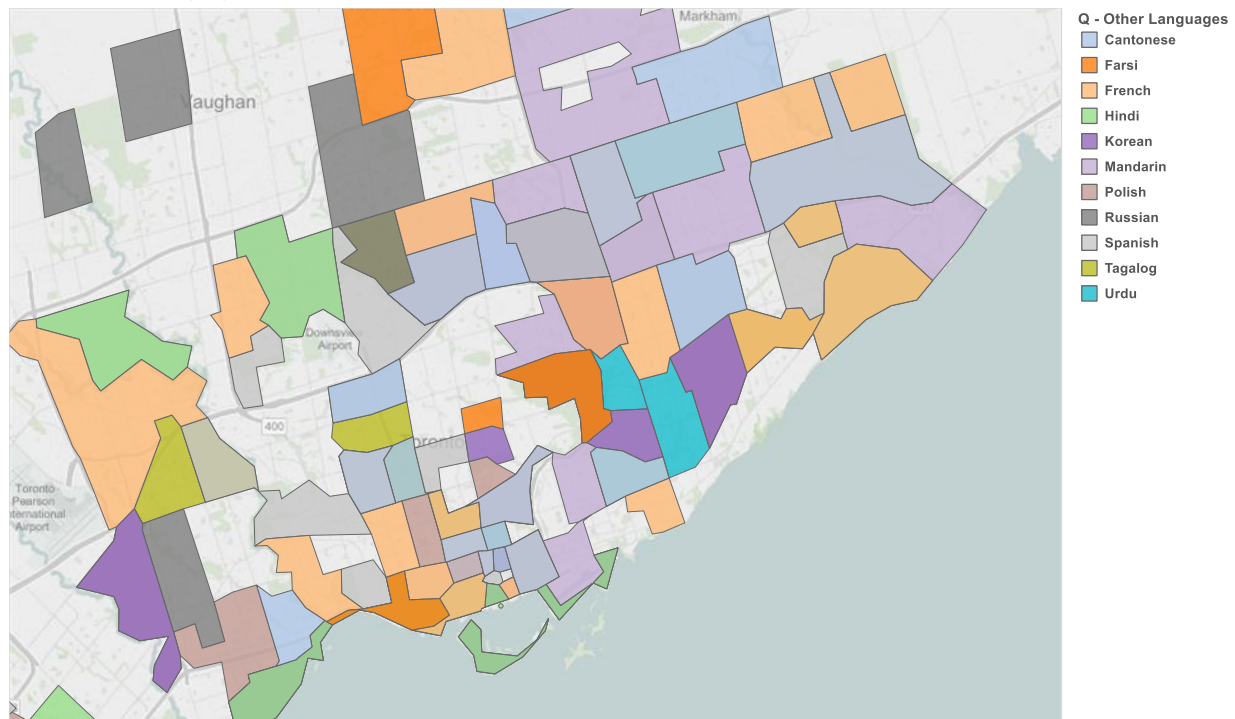 Markham
Vaughan
Downsview
Airport
400
Toronto
Toronto
Pearson
International
Airport
Q - Other Languages
Cantonese
Farsi
French
Hindi
Korean
Mandarin
Polish
Russian
Spanish
Tagalog
Urdu